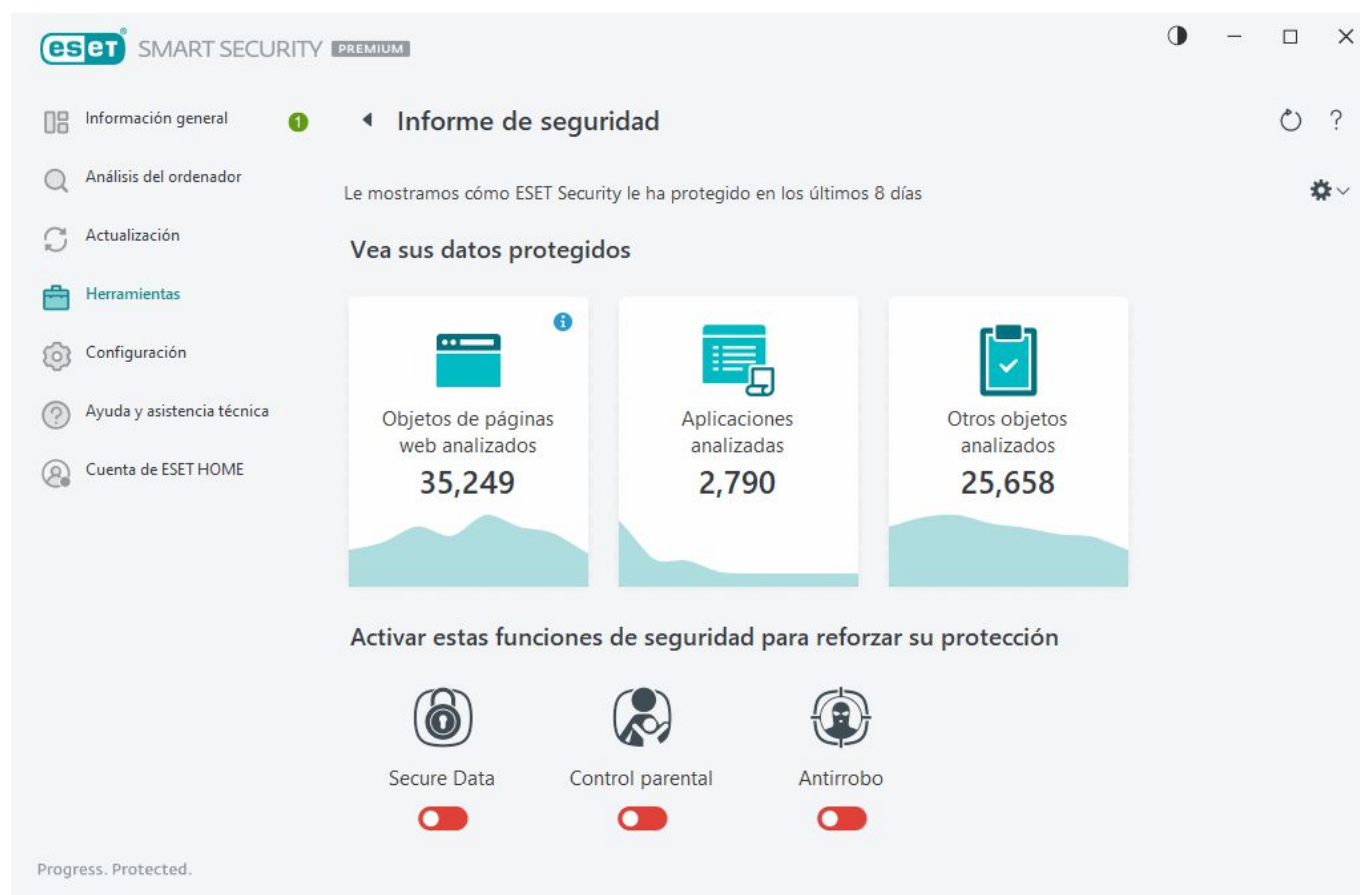 eset® SMART SECURITY PREMIUM
Información general 1
Análisis del ordenador
Actualización
Herramientas
Configuración
Ayuda y asistencia técnica
Cuenta de ESET HOME
Informe de seguridad
?
Le mostramos cómo ESET Security le ha protegido en los últimos 8 días
Vea sus datos protegidos
i
Objetos de páginas
web analizados
35,249
Aplicaciones
analizadas
2,790
Otros objetos
analizados
25,658
Activar estas funciones de seguridad para reforzar su protección
Secure Data
Control parental
Antirrobo
Progress. Protected.